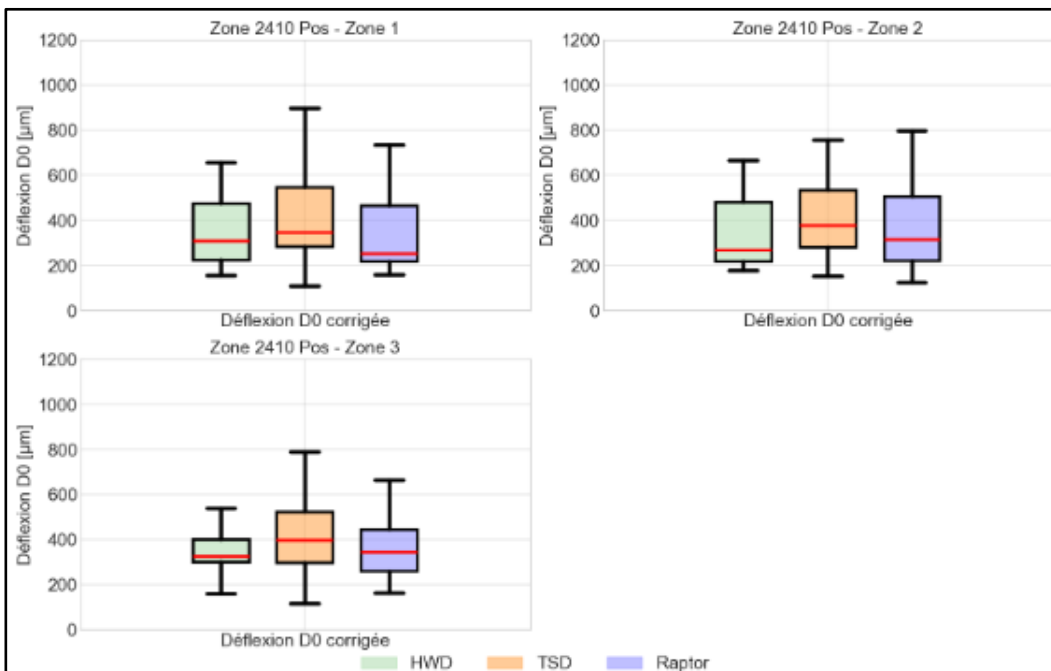 Zone 2410 Pos - Zone 1
1200
1000
800
600
400
200
0
Déflexion D0 [µm]
Déflexion D0 corrigée
Zone 2410 Pos - Zone 2
1200
1000
800
600
400
200
0
Déflexion D0 [µm]
Déflexion D0 corrigée
Zone 2410 Pos - Zone 3
1200
1000
800
600
400
200
0
Déflexion D0 [µm]
Déflexion D0 corrigée
HWD TSD Raptor